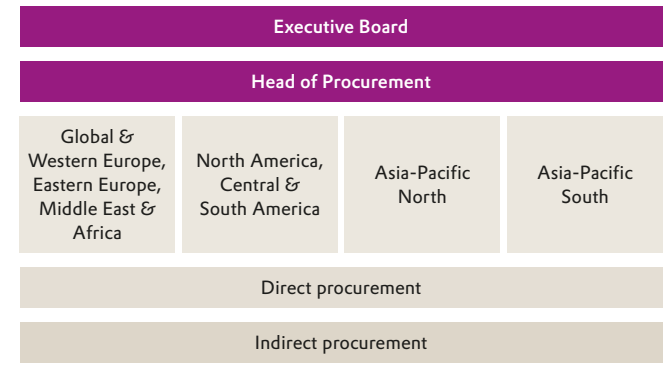 Executive Board
Head of Procurement
Global &
Western Europe,
Eastern Europe,
Middle East &
Africa
North America,
Central &
South America
Asia-Pacific
North
Asia-Pacific
South
Direct procurement
Indirect procurement